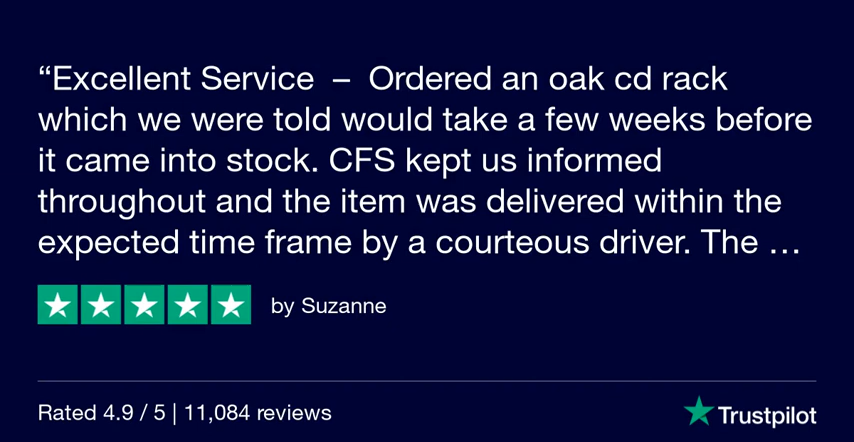 “Excellent Service – Ordered an oak cd rack
which we were told would take a few weeks before
it came into stock. CFS kept us informed
throughout and the item was delivered within the
expected time frame by a courteous driver. The …
by Suzanne
Rated 4.9 / 5 | 11,084 reviews
Trustpilot